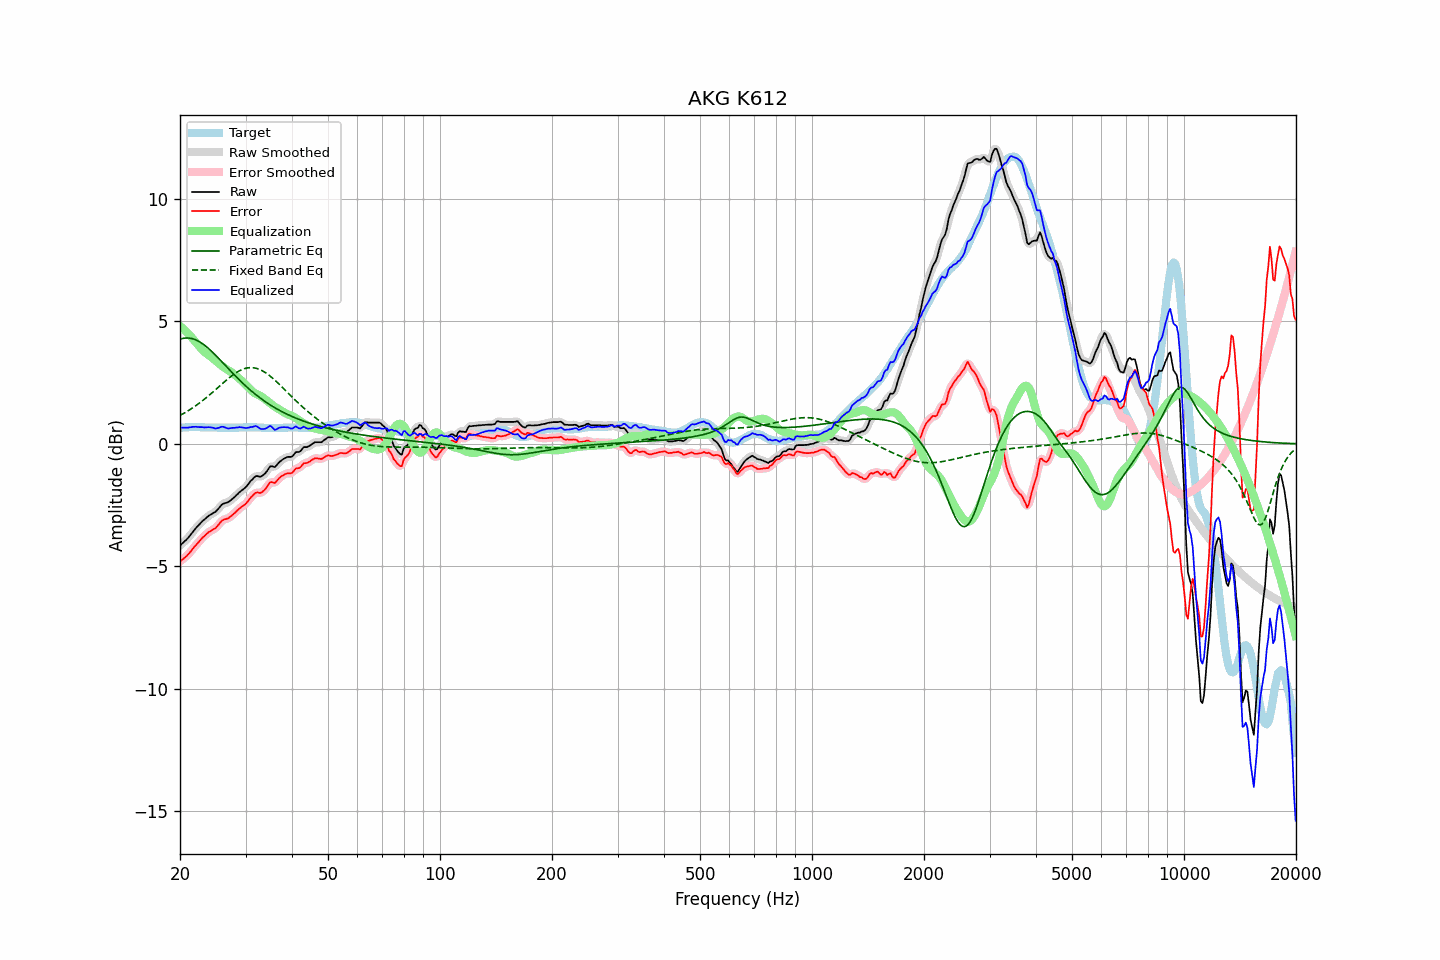 AKG K612
Target
Raw Smoothed
Error Smoothed
Raw
Error
Equalization
Parametric Eq
Fixed Band Eq
Equalized
Amplitude (dBr)
10
5
0
−5
−10
−15
20
50
100
200
500
1000
2000
5000
10000
20000
Frequency (Hz)